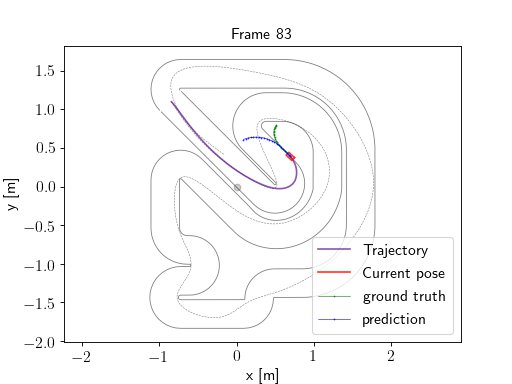 Frame 83
y [m]
1.5
1.0
0.5
0.0
−0.5
−1.0
−1.5
−2.0
Trajectory
Current pose
ground truth
prediction
−2
−1
0
1
2
x [m]